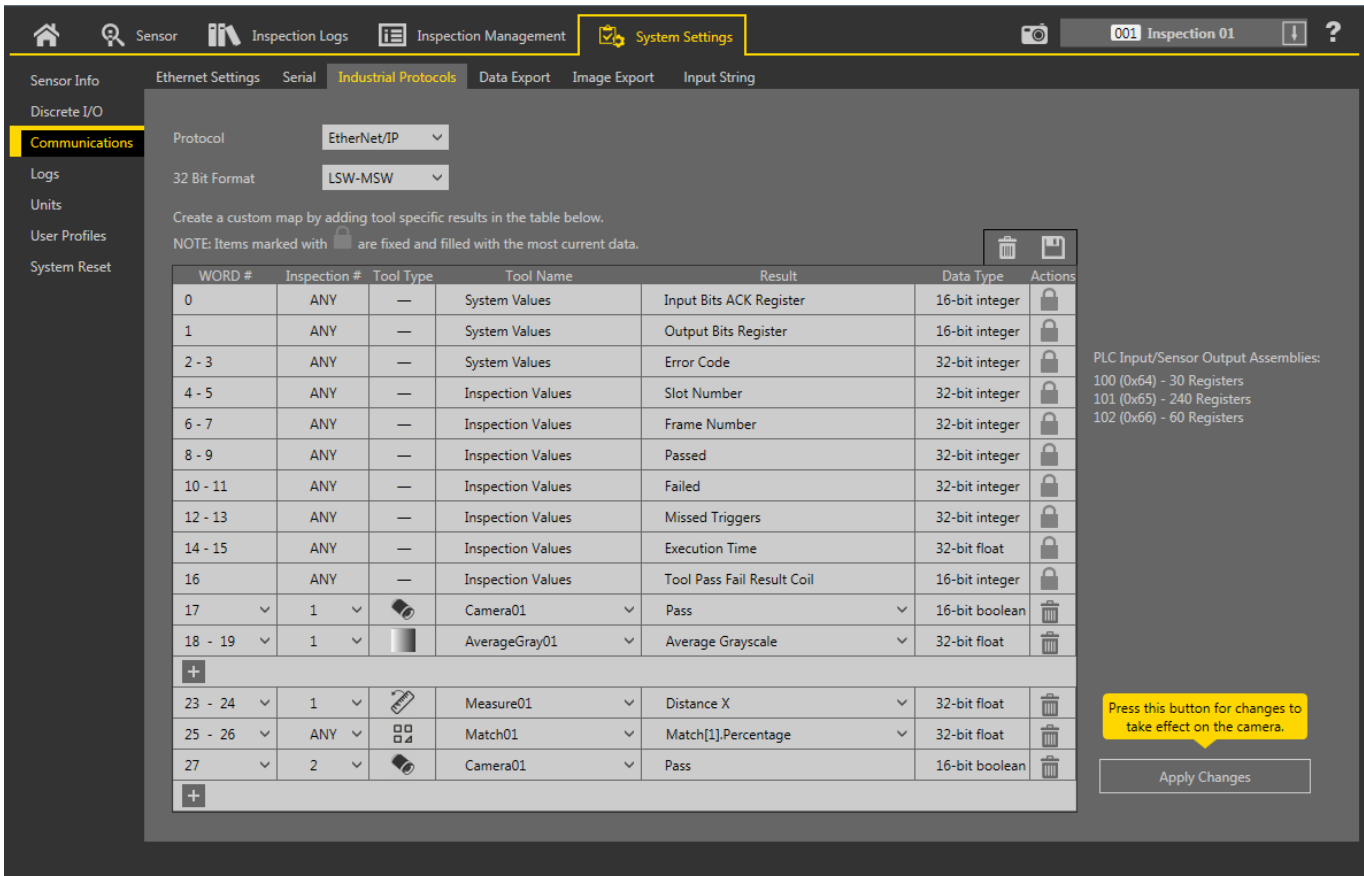 Sensor Inspection Logs Inspection Management System Settings 001 Inspection 01 ?
Sensor Info
Discrete I/O
Communications
Logs
Units
User Profiles
System Reset
Ethernet Settings Serial Industrial Protocols Data Export Image Export Input String
Protocol EtherNet/IP
32 Bit Format LSW-MSW
Create a custom map by adding tool specific results in the table below.
NOTE: Items marked with are fixed and filled with the most current data.
WORD # Inspection # Tool Type Tool Name Result Data Type Actions
0 ANY — System Values Input Bits ACK Register 16-bit integer
1 ANY — System Values Output Bits Register 16-bit integer
2 - 3 ANY — System Values Error Code 32-bit integer
4 - 5 ANY — Inspection Values Slot Number 32-bit integer
6 - 7 ANY — Inspection Values Frame Number 32-bit integer
8 - 9 ANY — Inspection Values Passed 32-bit integer
10 - 11 ANY — Inspection Values Failed 32-bit integer
12 - 13 ANY — Inspection Values Missed Triggers 32-bit integer
14 - 15 ANY — Inspection Values Execution Time 32-bit float
16 ANY — Inspection Values Tool Pass Fail Result Coil 16-bit integer
17 1 Camera01 Pass 16-bit boolean
18 - 19 1 AverageGray01 Average Grayscale 32-bit float
+
23 - 24 1 Measure01 Distance X 32-bit float
25 - 26 ANY Match01 Match[1].Percentage 32-bit float
27 2 Camera01 Pass 16-bit boolean
+
PLC Input/Sensor Output Assemblies:
100 (0x64) - 30 Registers
101 (0x65) - 240 Registers
102 (0x66) - 60 Registers
Press this button for changes to
take effect on the camera.
Apply Changes